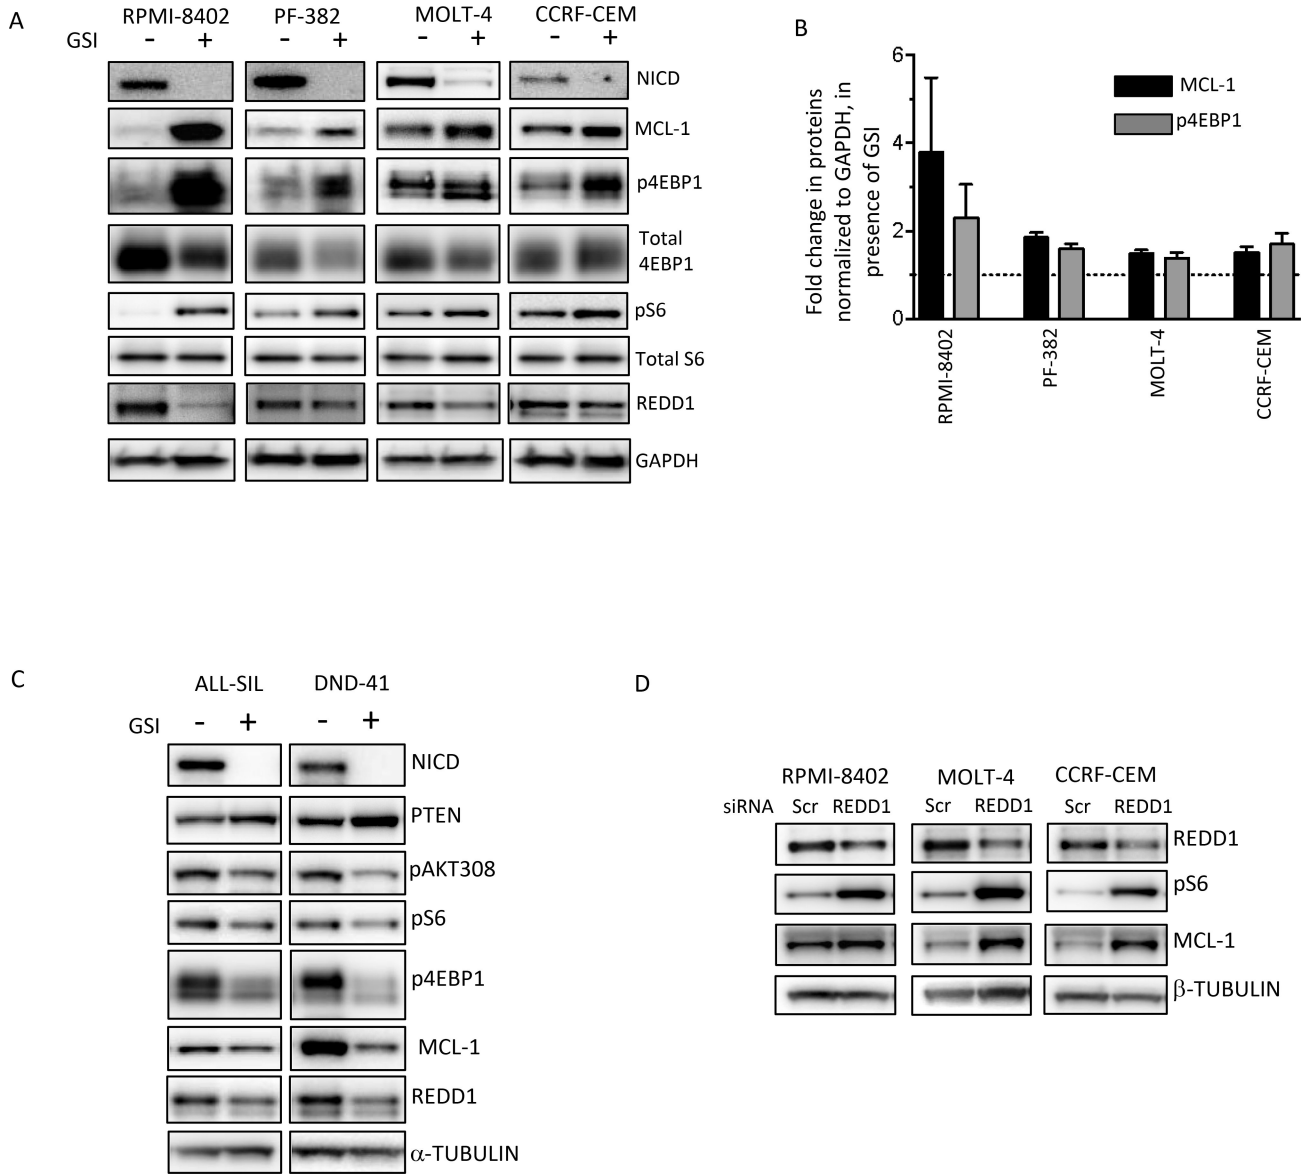 A
RPMI-8402 PF-382 MOLT-4 CCRF-CEM
GSI - + - + - + - +
NICD
MCL-1
p4EBP1
Total
4EBP1
pS6
Total S6
REDD1
GAPDH
B
Fold change in proteins
normalized to GAPDH, in
presence of GSI
6
4
2
0
MCL-1
p4EBP1
RPMI-8402
PF-382
MOLT-4
CCRF-CEM
C
ALL-SIL DND-41
GSI - + - +
NICD
PTEN
pAKT308
pS6
p4EBP1
MCL-1
REDD1
α-TUBULIN
D
RPMI-8402 MOLT-4 CCRF-CEM
siRNA Scr REDD1 Scr REDD1 Scr REDD1
REDD1
pS6
MCL-1
β-TUBULIN